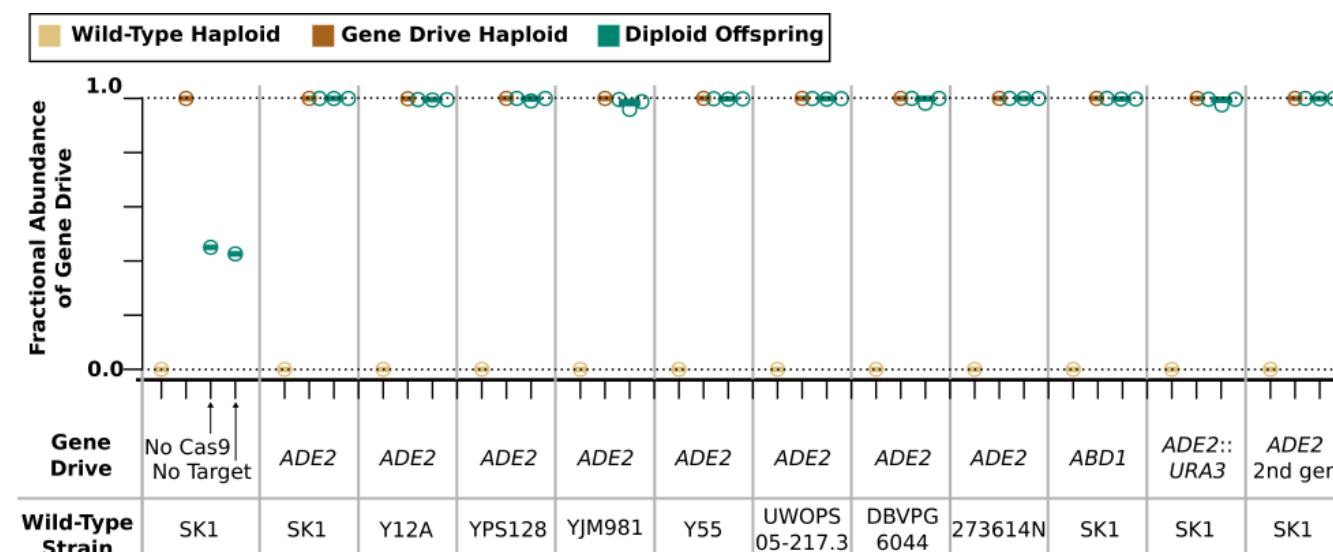 Wild-Type Haploid Gene Drive Haploid Diploid Offspring
1.0
Fractional Abundance
of Gene Drive
0.0
Gene
Drive
No Cas9
No Target
ADE2
ADE2
ADE2
ADE2
ADE2
ADE2
ADE2
ADE2
ABD1
ADE2::
URA3
ADE2
2nd ger
Wild-Type
Strain
SK1
SK1
Y12A
YPS128
YJM981
Y55
UWOPS
05-217.3
DBVPG
6044
273614N
SK1
SK1
SK1